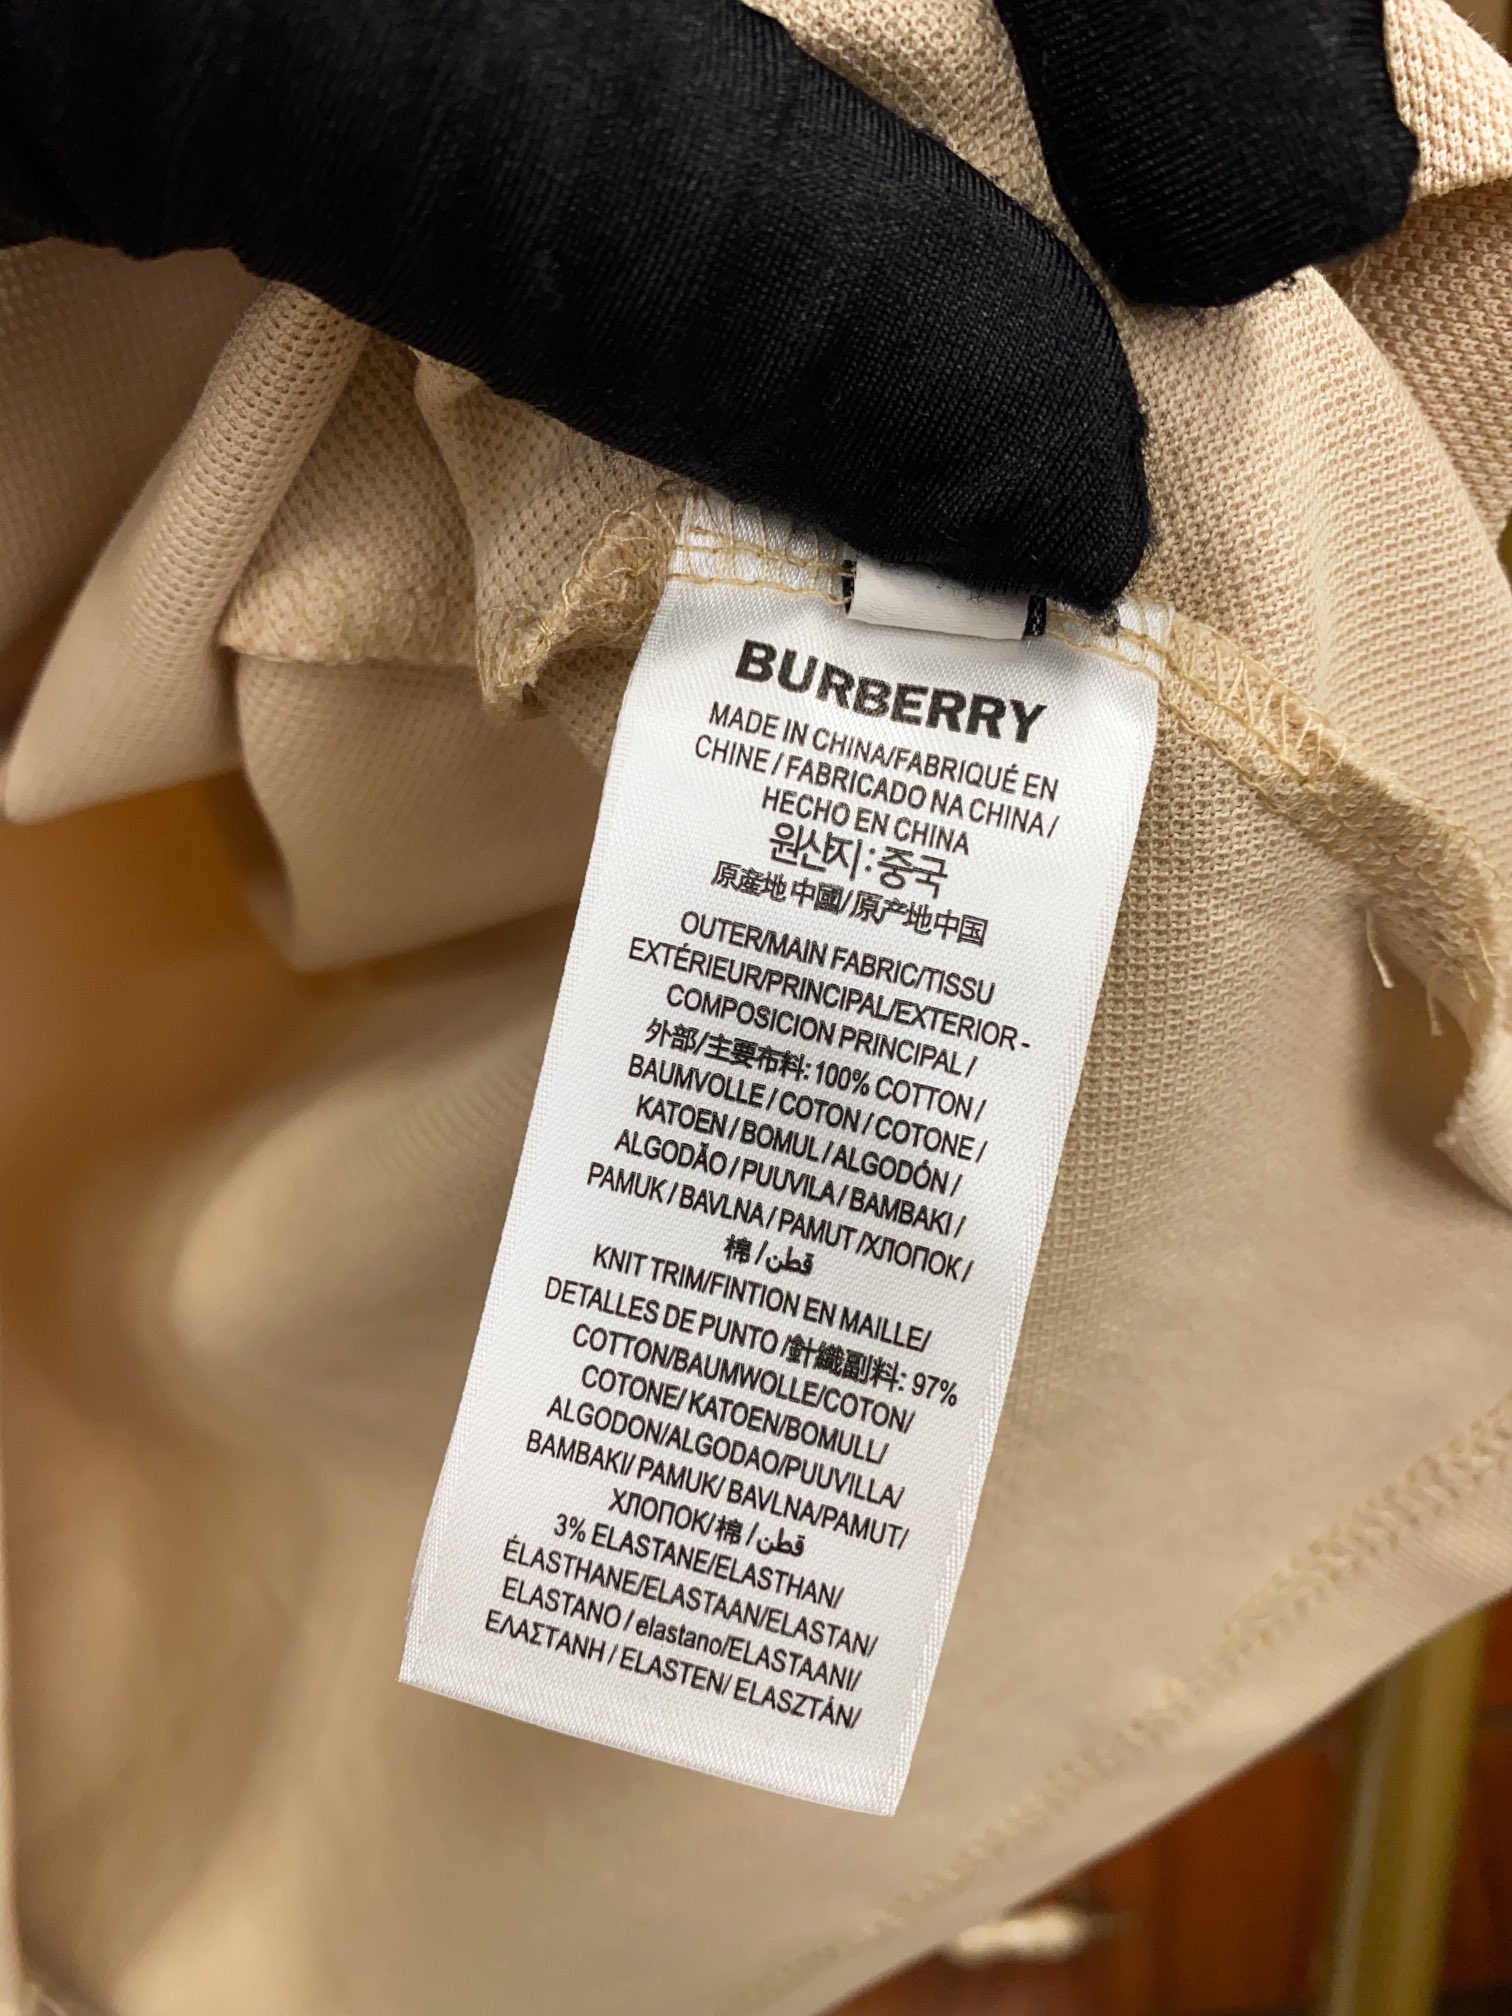 BURBERRY
MADE IN CHINA/FABRIQUÉ EN
CHINE / FABRICADO NA CHINA /
HECHO EN CHINA
원산지 : 중국
原産地 中國/原产地中国
OUTER/MAIN FABRIC/TISSU
EXTÉRIEUR/PRINCIPAL/EXTERIOR -
COMPOSICION PRINCIPAL /
外部/主要布料: 100% COTTON /
BAUMVOLLE / COTON / COTONE /
KATOEN / BOMUL / ALGODÓN /
ALGODÃO / PUUVILA / BAMBAKI /
PAMUK / BAVLNA / PAMUT /ХЛОПОК /
棉 / قطن
KNIT TRIM/FINTION EN MAILLE/
DETALLES DE PUNTO /針織副料: 97%
COTTON/BAUMWOLLE/COTON/
COTONE/ KATOEN/BOMULL/
ALGODON/ALGODAO/PUUVILLA/
BAMBAKI/ PAMUK/ BAVLNA/PAMUT/
ХЛОПОК/棉 / قطن
3% ELASTANE/ELASTHAN/
ÉLASTHANE/ELASTAAN/ELASTAN/
ELASTANO / elastano/ELASTAANI/
ΕΛΑΣΤΑΝΗ / ELASTEN/ ELASZTÁN/